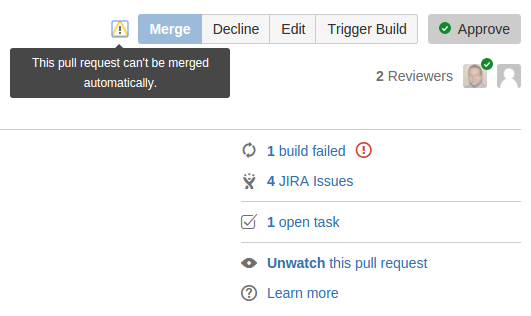 Merge Decline Edit Trigger Build Approve
This pull request can't be merged
automatically.
2 Reviewers
1 build failed
4 JIRA Issues
1 open task
Unwatch this pull request
Learn more